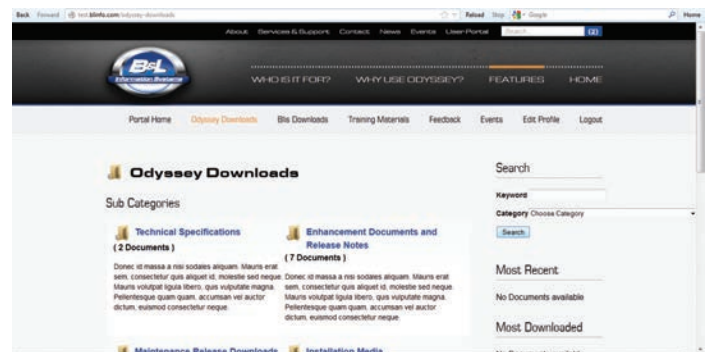 Back Forward test.blinfo.com/odyssey-downloads Reload Stop Google Home
About Services & Support Contact News Events User Portal Search GO
B&L
Information Systems
WHO IS IT FOR? WHY USE ODYSSEY? FEATURES HOME
Portal Home Odyssey Downloads Blis Downloads Training Materials Feedback Events Edit Profile Logout
Odyssey Downloads
Sub Categories
Technical Specifications
( 2 Documents )
Donec id massa a nisi sodales aliquam. Mauris erat
sem, consectetur quis aliquet id, molestie sed neque.
Mauris volutpat ligula libero, quis vulputate magna.
Pellentesque quam quam, accumsan vel auctor
dictum, euismod consectetur neque.
Enhancement Documents and
Release Notes
( 7 Documents )
Donec id massa a nisi sodales aliquam. Mauris erat
sem, consectetur quis aliquet id, molestie sed neque.
Mauris volutpat ligula libero, quis vulputate magna.
Pellentesque quam quam, accumsan vel auctor
dictum, euismod consectetur neque.
Maintenance Release Downloads
Installation Media
Search
Keyword
Category Choose Category
Search
Most Recent
No Documents available
Most Downloaded
No Documents available